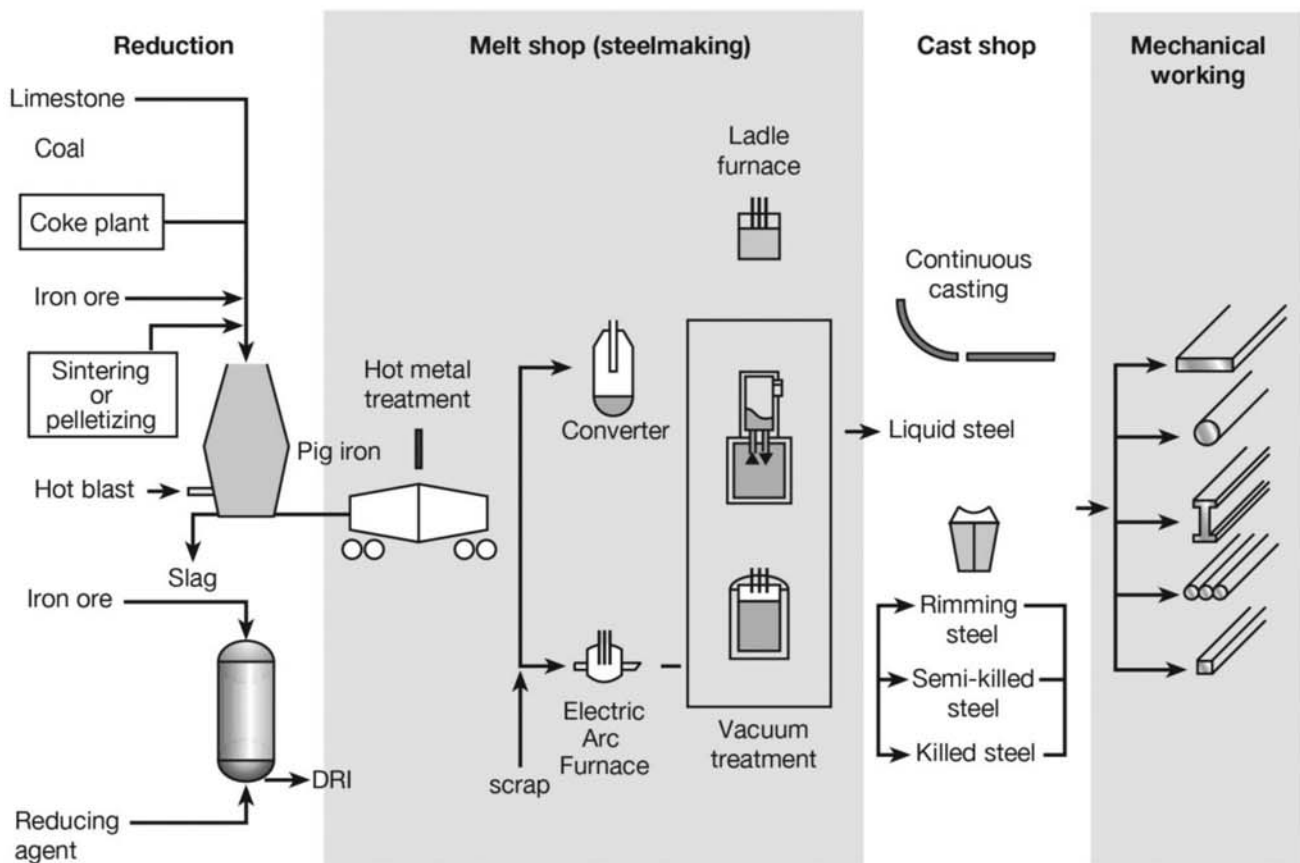 Reduction
Limestone
Coal
Coke plant
Iron ore
Sintering
or
pelletizing
Hot blast
Slag
Pig iron
Iron ore
DRI
Reducing
agent
Melt shop (steelmaking)
Hot metal
treatment
Ladle
furnace
Converter
Electric
Arc
Furnace
scrap
Vacuum
treatment
Cast shop
Continuous
casting
Liquid steel
Rimming
steel
Semi-killed
steel
Killed steel
Mechanical
working